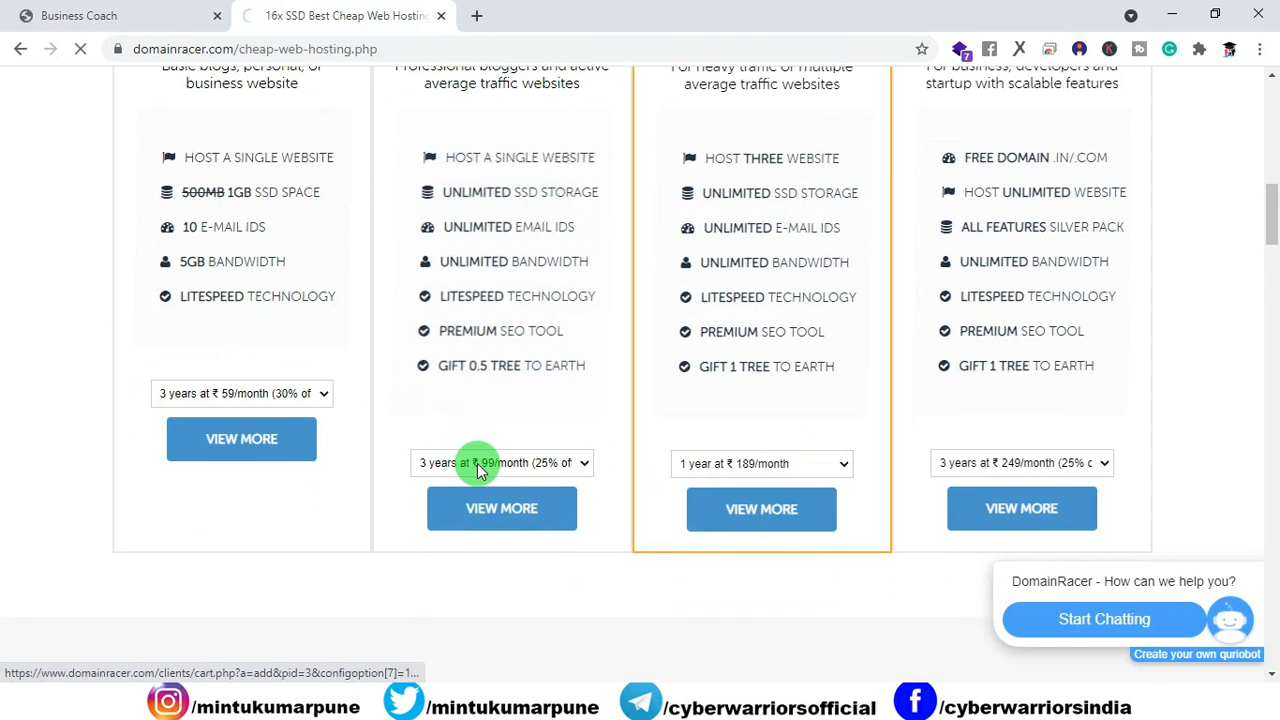 Business Coach
16x SSD Best Cheap Web Hosting
domainracer.com/cheap-web-hosting.php
7
Basic blogs, personal, or
business website
HOST A SINGLE WEBSITE
500MB 1GB SSD SPACE
10 E-MAIL IDS
5GB BANDWIDTH
LITESPEED TECHNOLOGY
3 years at ₹ 59/month (30% of
VIEW MORE
Professional bloggers and active
average traffic websites
HOST A SINGLE WEBSITE
UNLIMITED SSD STORAGE
UNLIMITED EMAIL IDS
UNLIMITED BANDWIDTH
LITESPEED TECHNOLOGY
PREMIUM SEO TOOL
GIFT 0.5 TREE TO EARTH
3 years at ₹ 99/month (25% of
VIEW MORE
For heavy traffic or multiple
average traffic websites
HOST THREE WEBSITE
UNLIMITED SSD STORAGE
UNLIMITED E-MAIL IDS
UNLIMITED BANDWIDTH
LITESPEED TECHNOLOGY
PREMIUM SEO TOOL
GIFT 1 TREE TO EARTH
1 year at ₹ 189/month
VIEW MORE
For business, developers and
startup with scalable features
FREE DOMAIN .IN/.COM
HOST UNLIMITED WEBSITE
ALL FEATURES SILVER PACK
UNLIMITED BANDWIDTH
LITESPEED TECHNOLOGY
PREMIUM SEO TOOL
GIFT 1 TREE TO EARTH
3 years at ₹ 249/month (25% c
VIEW MORE
DomainRacer - How can we help you?
Start Chatting
Create your own quriobot
https://www.domainracer.com/clients/cart.php?a=add&pid=3&configoption[7]=1...
/mintukumarpune
/mintukumarpune
/cyberwarriorsofficial
/cyberwarriorsindia